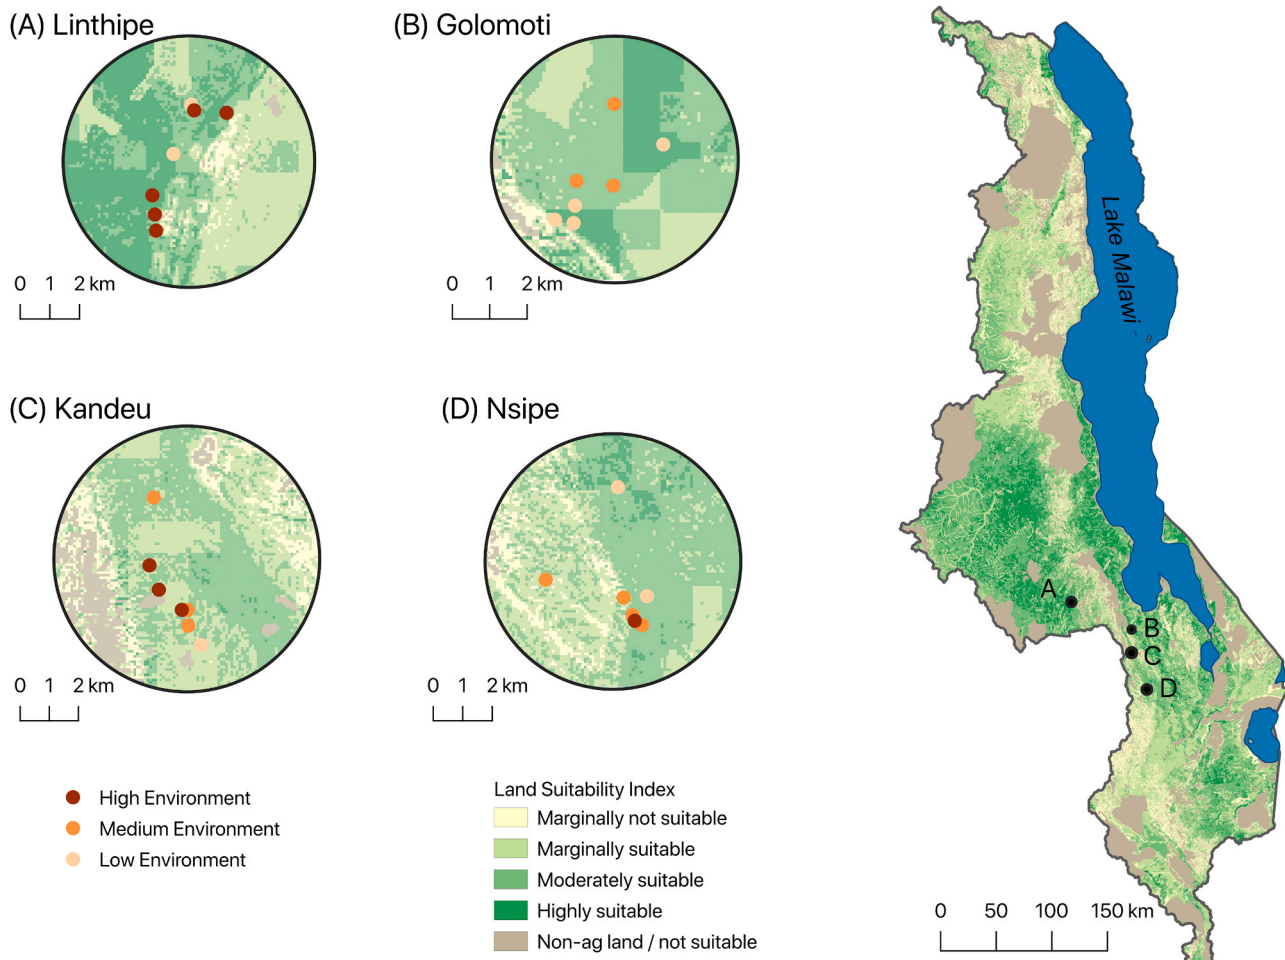 (A) Linthipe
(B) Golomoti
0 1 2 km
0 1 2 km
(C) Kandeu
(D) Nsipe
0 1 2 km
0 1 2 km
High Environment
Medium Environment
Low Environment
Land Suitability Index
Marginally not suitable
Marginally suitable
Moderately suitable
Highly suitable
Non-ag land / not suitable
Lake Malawi
A
B
C
D
0 50 100 150 km